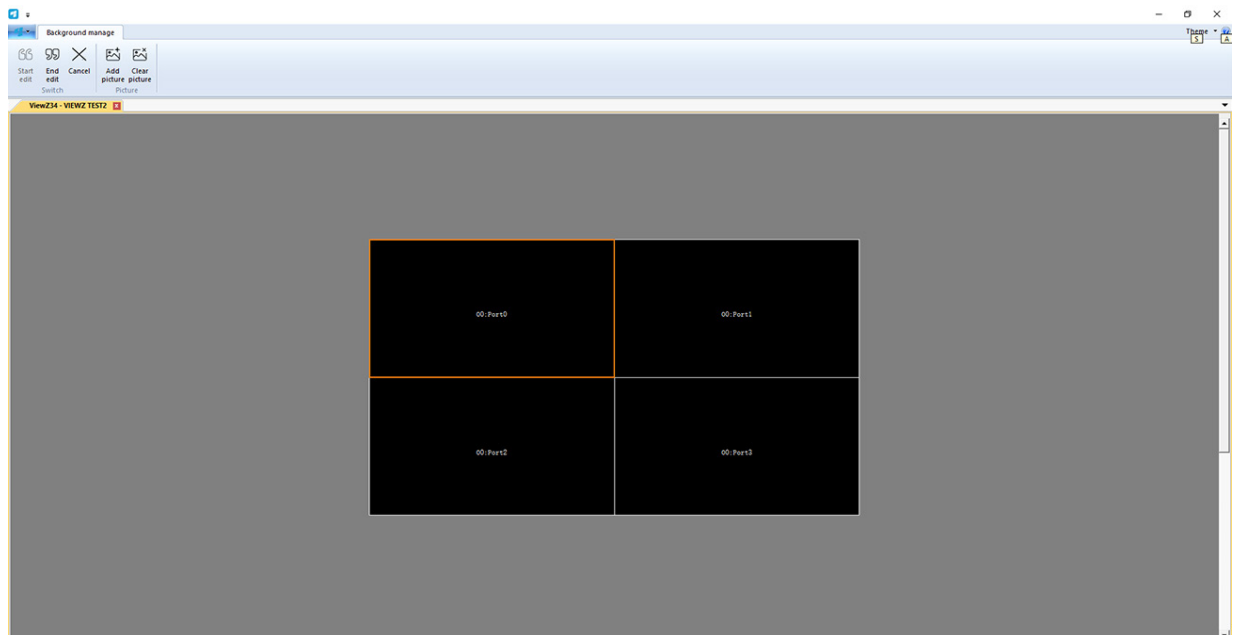 Background manage
Theme
S
A
Start edit
End edit
Cancel
Add picture
Clear picture
Switch
Picture
ViewZ34 - VIEWZ TEST2
00:Port0
00:Port1
00:Port2
00:Port3